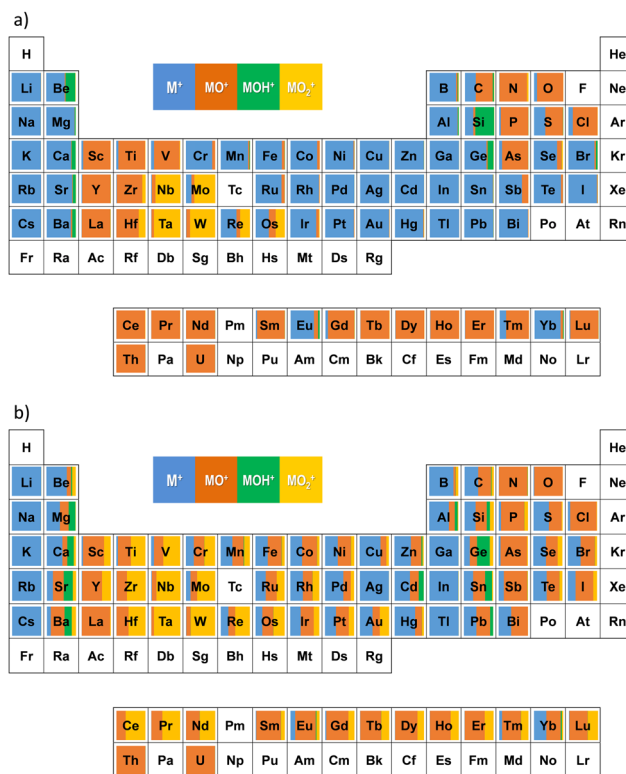 a)
H He
Li Be B C N O F Ne
M⁺ MO⁺ MOH⁺ MO₂⁺
Na Mg Al Si P S Cl Ar
K Ca Sc Ti V Cr Mn Fe Co Ni Cu Zn Ga Ge As Se Br Kr
Rb Sr Y Zr Nb Mo Tc Ru Rh Pd Ag Cd In Sn Sb Te I Xe
Cs Ba La Hf Ta W Re Os Ir Pt Au Hg Tl Pb Bi Po At Rn
Fr Ra Ac Rf Db Sg Bh Hs Mt Ds Rg
Ce Pr Nd Pm Sm Eu Gd Tb Dy Ho Er Tm Yb Lu
Th Pa U Np Pu Am Cm Bk Cf Es Fm Md No Lr
b)
H He
Li Be B C N O F Ne
M⁺ MO⁺ MOH⁺ MO₂⁺
Na Mg Al Si P S Cl Ar
K Ca Sc Ti V Cr Mn Fe Co Ni Cu Zn Ga Ge As Se Br Kr
Rb Sr Y Zr Nb Mo Tc Ru Rh Pd Ag Cd In Sn Sb Te I Xe
Cs Ba La Hf Ta W Re Os Ir Pt Au Hg Tl Pb Bi Po At Rn
Fr Ra Ac Rf Db Sg Bh Hs Mt Ds Rg
Ce Pr Nd Pm Sm Eu Gd Tb Dy Ho Er Tm Yb Lu
Th Pa U Np Pu Am Cm Bk Cf Es Fm Md No Lr